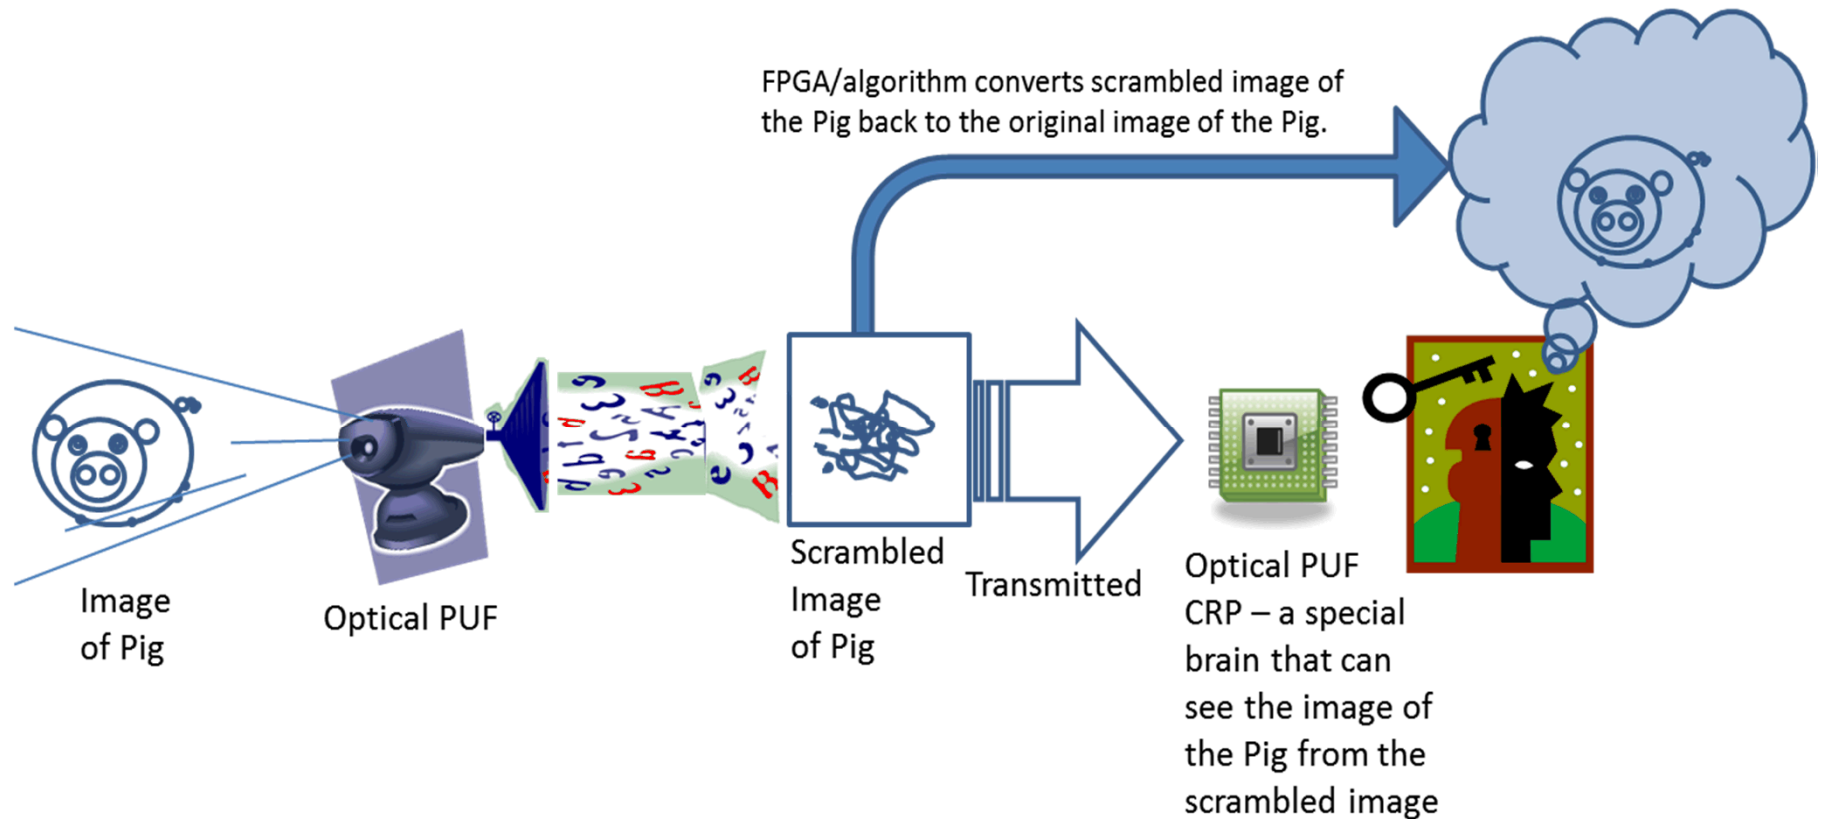 FPGA/algorithm converts scrambled image of
the Pig back to the original image of the Pig.
Image
of Pig
Optical PUF
Scrambled
Image
of Pig
Transmitted
Optical PUF
CRP – a special
brain that can
see the image of
the Pig from the
scrambled image